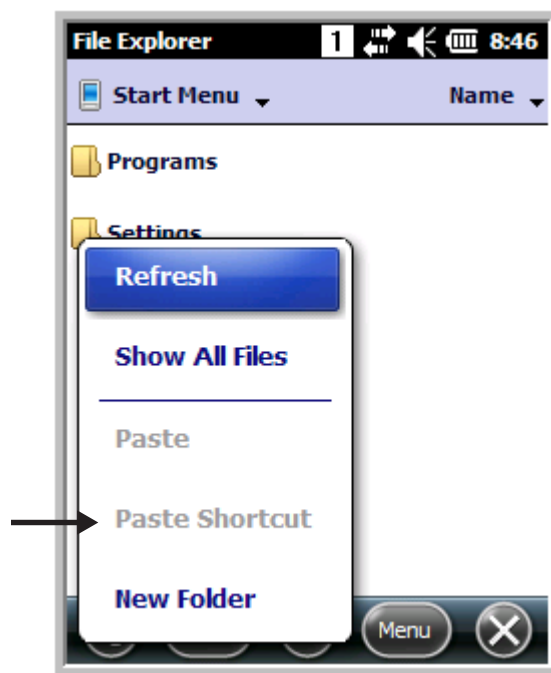 File Explorer 1 8:46
Start Menu Name
Programs
Settings
Refresh
Show All Files
Paste
Paste Shortcut
New Folder
Menu